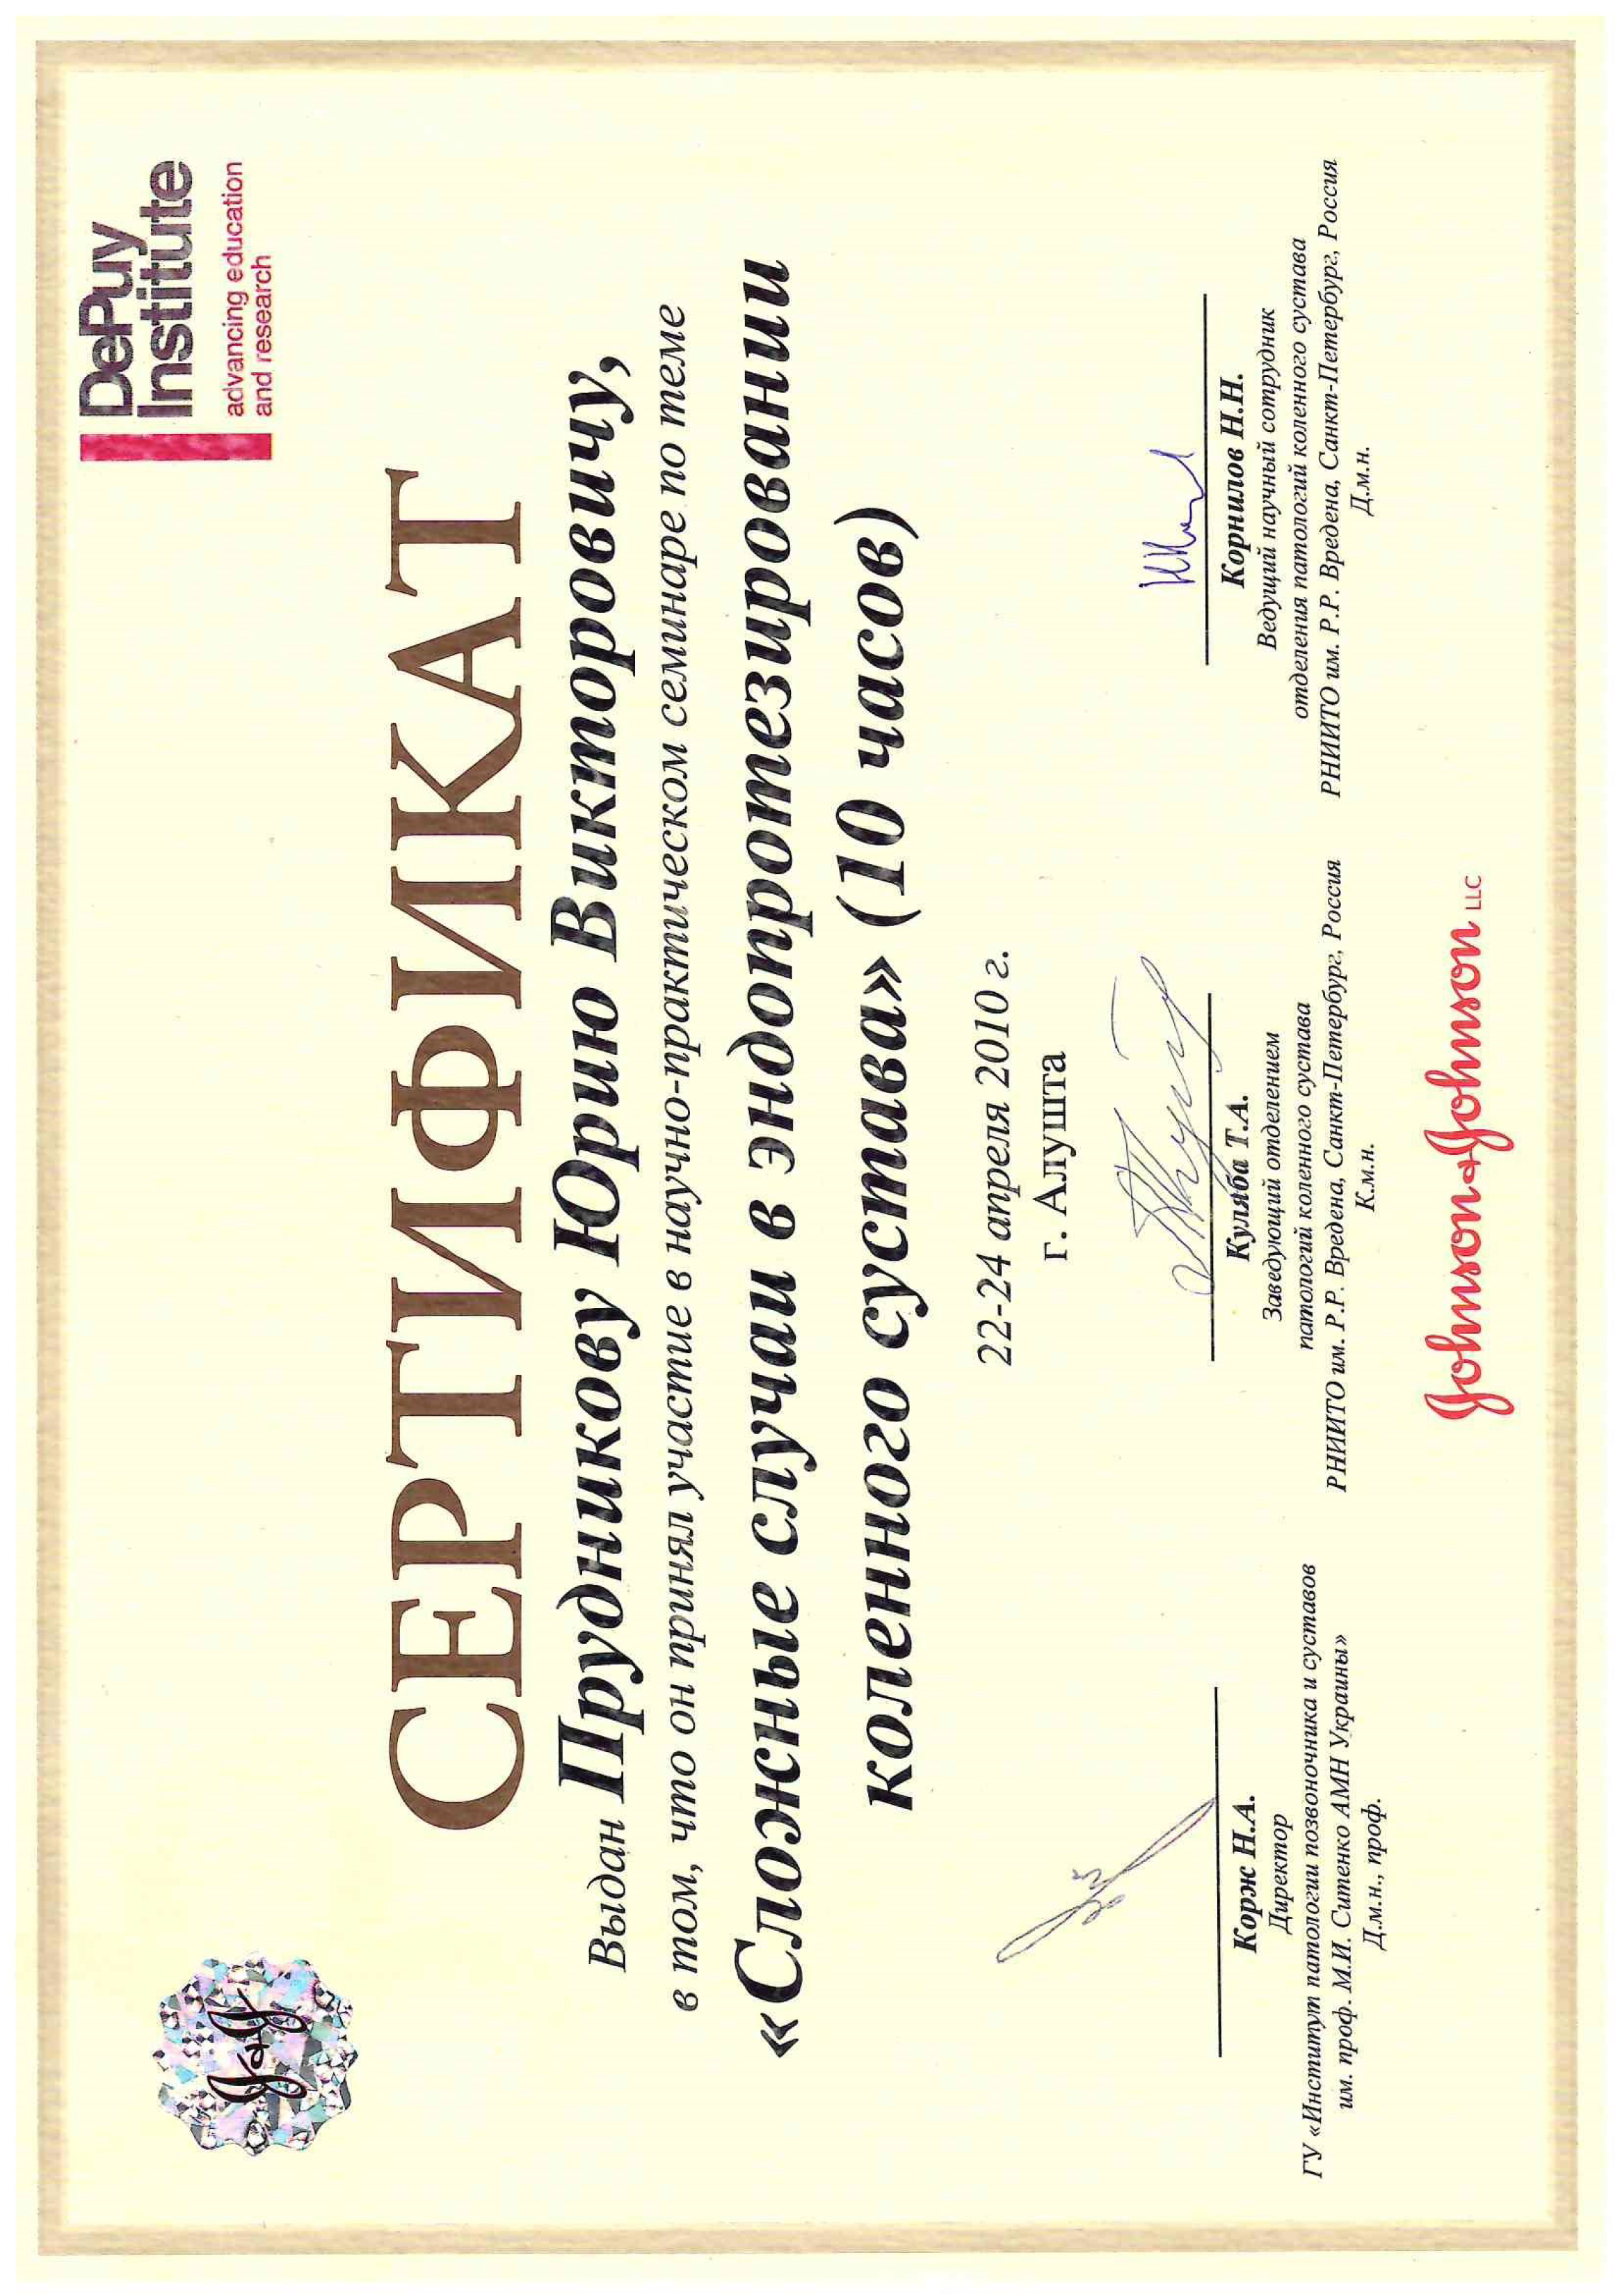 J&J
DePuy
Institute
advancing education
and research
СЕРТИФИКАТ
Выдан Прудникову Юрию Викторовичу,
в том, что он принял участие в научно-практическом семинаре по теме
«Сложные случаи в эндопротезировании
коленного сустава» (10 часов)
22-24 апреля 2010 г.
г. Алушта
Корж Н.А.
Директор
ГУ «Институт патологии позвоночника и суставов
им. проф. М.И. Ситенко АМН Украины»
Д.м.н., проф.
Куляба Т.А.
Заведующий отделением
патологий коленного сустава
РНИИТО им. Р.Р. Вредена, Санкт-Петербург, Россия
К.м.н.
Корнилов Н.Н.
Ведущий научный сотрудник
отделения патологий коленного сустава
РНИИТО им. Р.Р. Вредена, Санкт-Петербург, Россия
Д.м.н.
Johnson & Johnson LLC